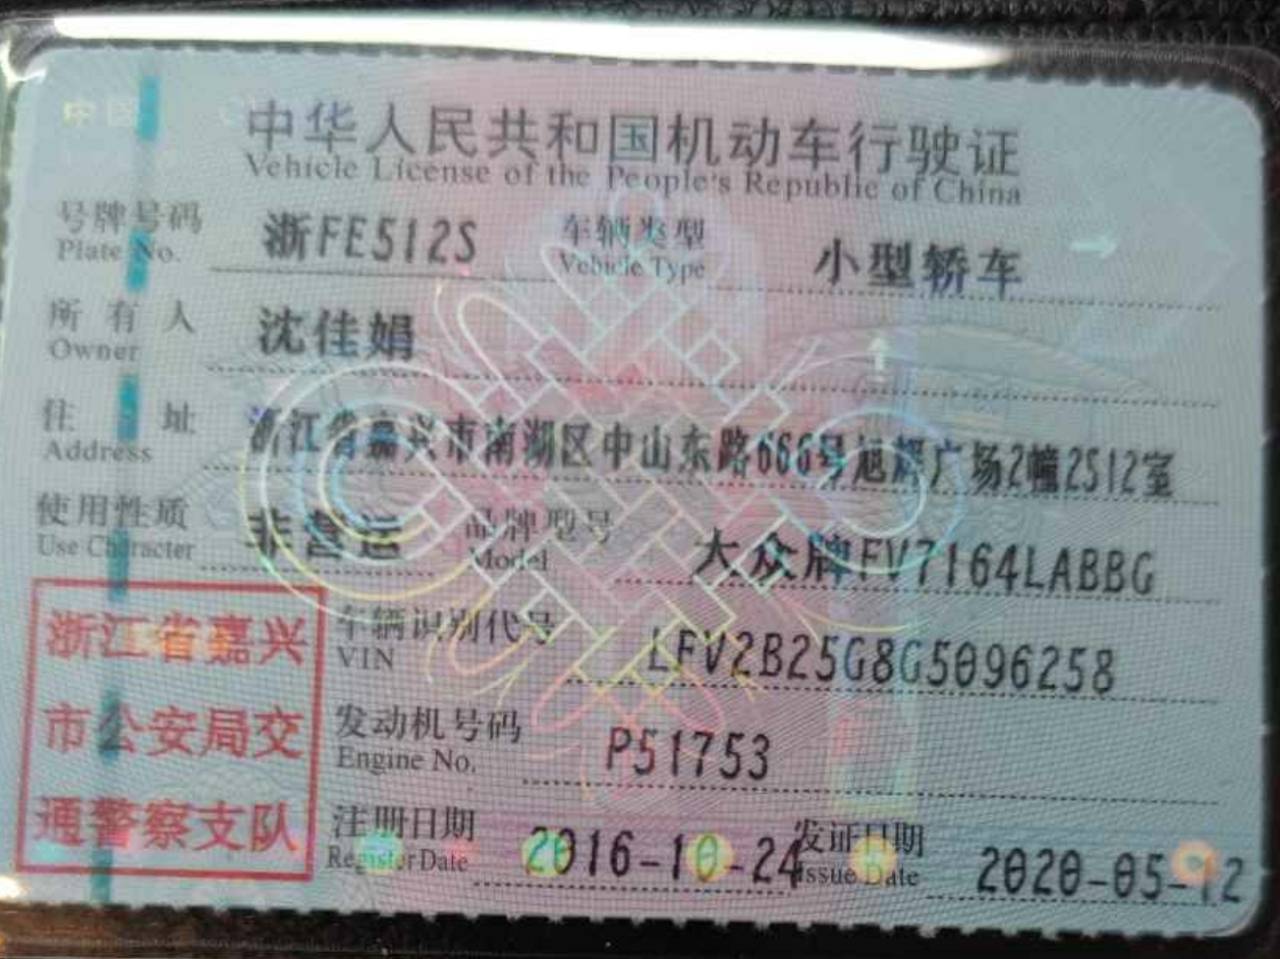 中国
中华人民共和国机动车行驶证
Vehicle License of the People's Republic of China
号牌号码 浙FE512S 车辆类型 小型轿车
Plate No. Vehicle Type
所有人 沈佳娟
Owner
住址 浙江省嘉兴市南湖区中山东路666号旭辉广场2幢2512室
Address
使用性质 非营运 品牌型号 大众牌FV7164LABBG
Use Character Model
浙江省嘉兴
市公安局交
通警察支队
车辆识别代号 LFV2B25G8G5096258
VIN
发动机号码 P51753
Engine No.
注册日期 2016-10-24 发证日期 2020-05-12
Register Date Issue Date